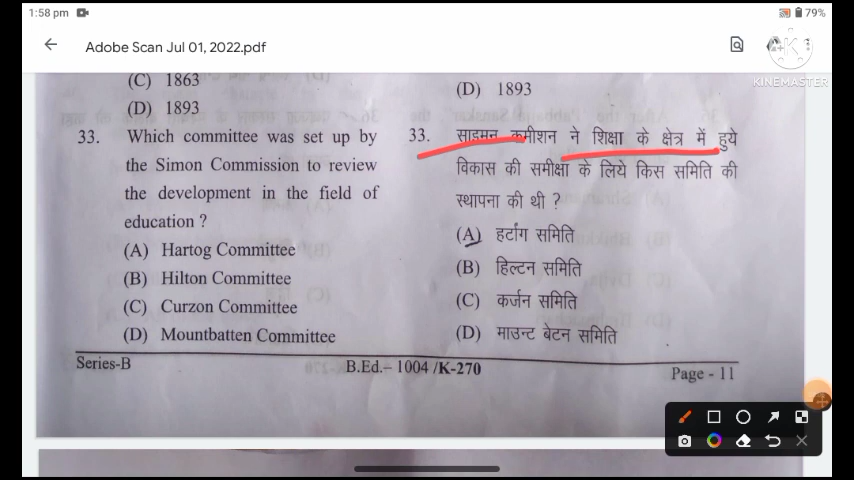 1:58 pm
79%
Adobe Scan Jul 01, 2022.pdf
KINEMASTER
(C) 1863
(D) 1893
33. Which committee was set up by
the Simon Commission to review
the development in the field of
education ?
(A) Hartog Committee
(B) Hilton Committee
(C) Curzon Committee
(D) Mountbatten Committee
(D) 1893
33. साइमन कमीशन ने शिक्षा के क्षेत्र में हुये
विकास की समीक्षा के लिये किस समिति की
स्थापना की थी ?
(A) हर्टाग समिति
(B) हिल्टन समिति
(C) कर्जन समिति
(D) माउन्ट बेटन समिति
Series-B
B.Ed.– 1004 /K-270
Page - 11